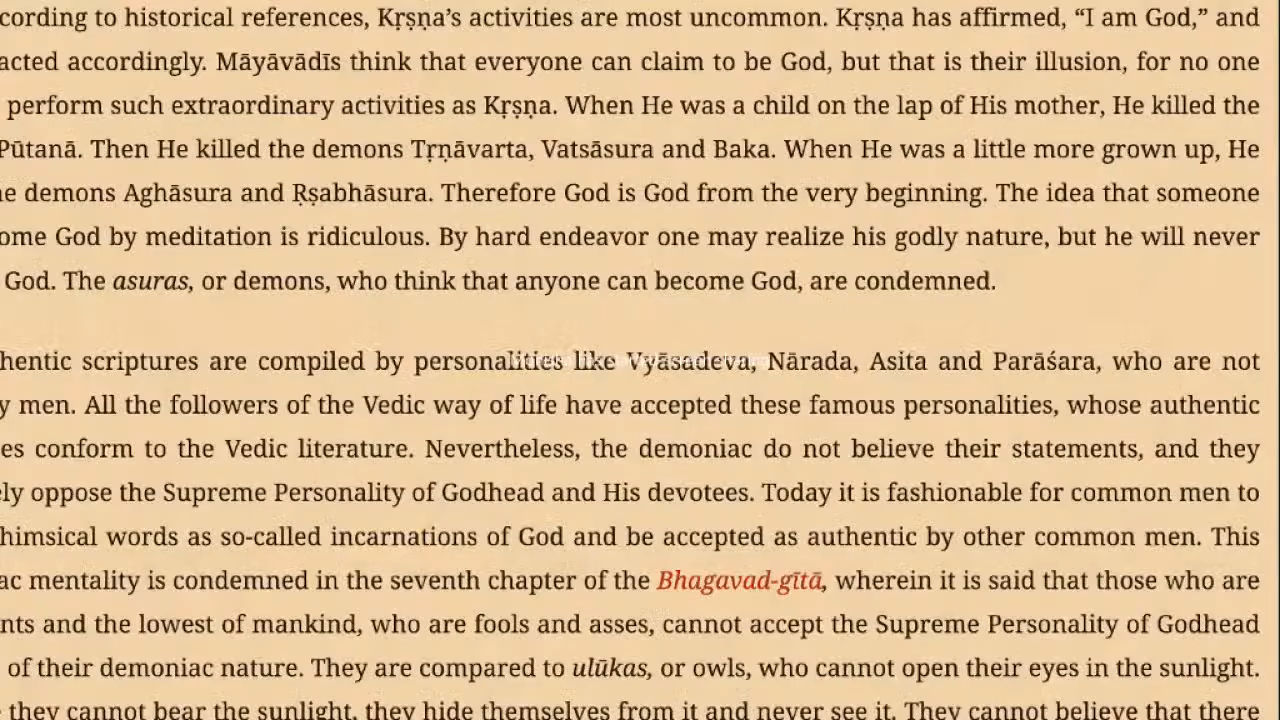 cording to historical references, Kṛṣṇa’s activities are most uncommon. Kṛṣṇa has affirmed, “I am God,” and
acted accordingly. Māyāvādīs think that everyone can claim to be God, but that is their illusion, for no one
perform such extraordinary activities as Kṛṣṇa. When He was a child on the lap of His mother, He killed the
Pūtanā. Then He killed the demons Tṛṇāvarta, Vatsāsura and Baka. When He was a little more grown up, He
e demons Aghāsura and Ṛṣabhāsura. Therefore God is God from the very beginning. The idea that someone
ome God by meditation is ridiculous. By hard endeavor one may realize his godly nature, but he will never
God. The asuras, or demons, who think that anyone can become God, are condemned.
hentic scriptures are compiled by personalities like Vyāsadeva, Nārada, Asita and Parāśara, who are not
y men. All the followers of the Vedic way of life have accepted these famous personalities, whose authentic
es conform to the Vedic literature. Nevertheless, the demoniac do not believe their statements, and they
ely oppose the Supreme Personality of Godhead and His devotees. Today it is fashionable for common men to
himsical words as so-called incarnations of God and be accepted as authentic by other common men. This
ac mentality is condemned in the seventh chapter of the Bhagavad-gītā, wherein it is said that those who are
nts and the lowest of mankind, who are fools and asses, cannot accept the Supreme Personality of Godhead
of their demoniac nature. They are compared to ulūkas, or owls, who cannot open their eyes in the sunlight.
they cannot bear the sunlight, they hide themselves from it and never see it. They cannot believe that there